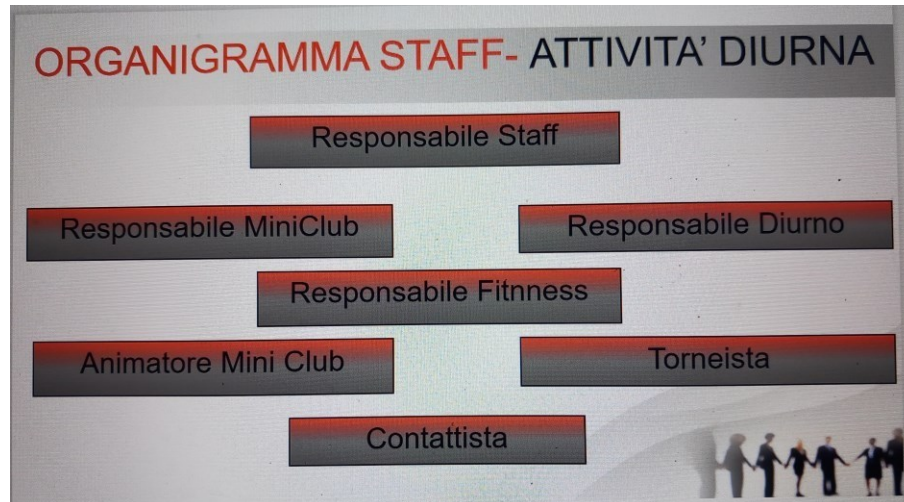 ORGANIGRAMMA STAFF- ATTIVITA' DIURNA
Responsabile Staff
Responsabile MiniClub
Responsabile Diurno
Responsabile Fitnness
Animatore Mini Club
Torneista
Contattista